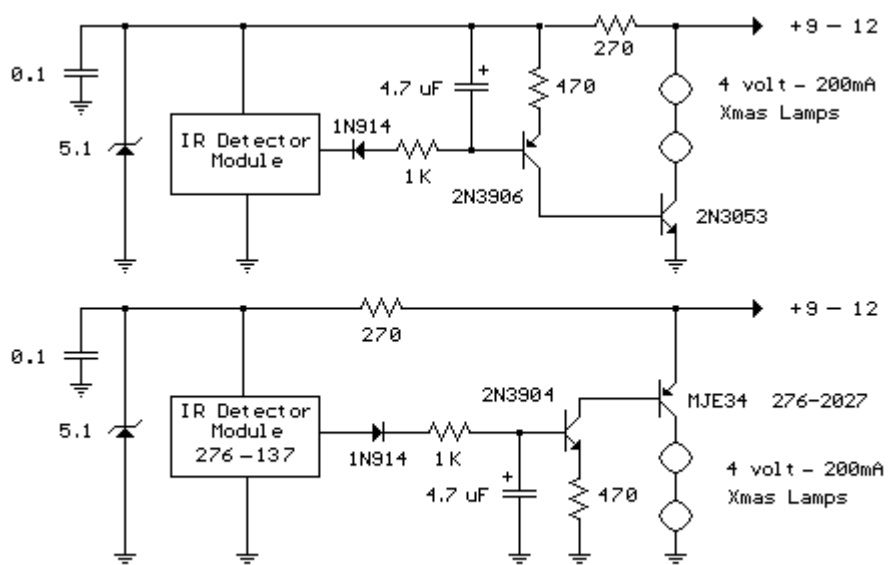 +9-12
270
0.1
4.7 uF
+
470
4 volt - 200mA
Xmas Lamps
5.1
IR Detector
Module
1N914
1K
2N3906
2N3053
+9-12
270
0.1
2N3904
MJE34 276-2027
5.1
IR Detector
Module
276-137
1N914
1K
+
4.7 uF
470
4 volt - 200mA
Xmas Lamps